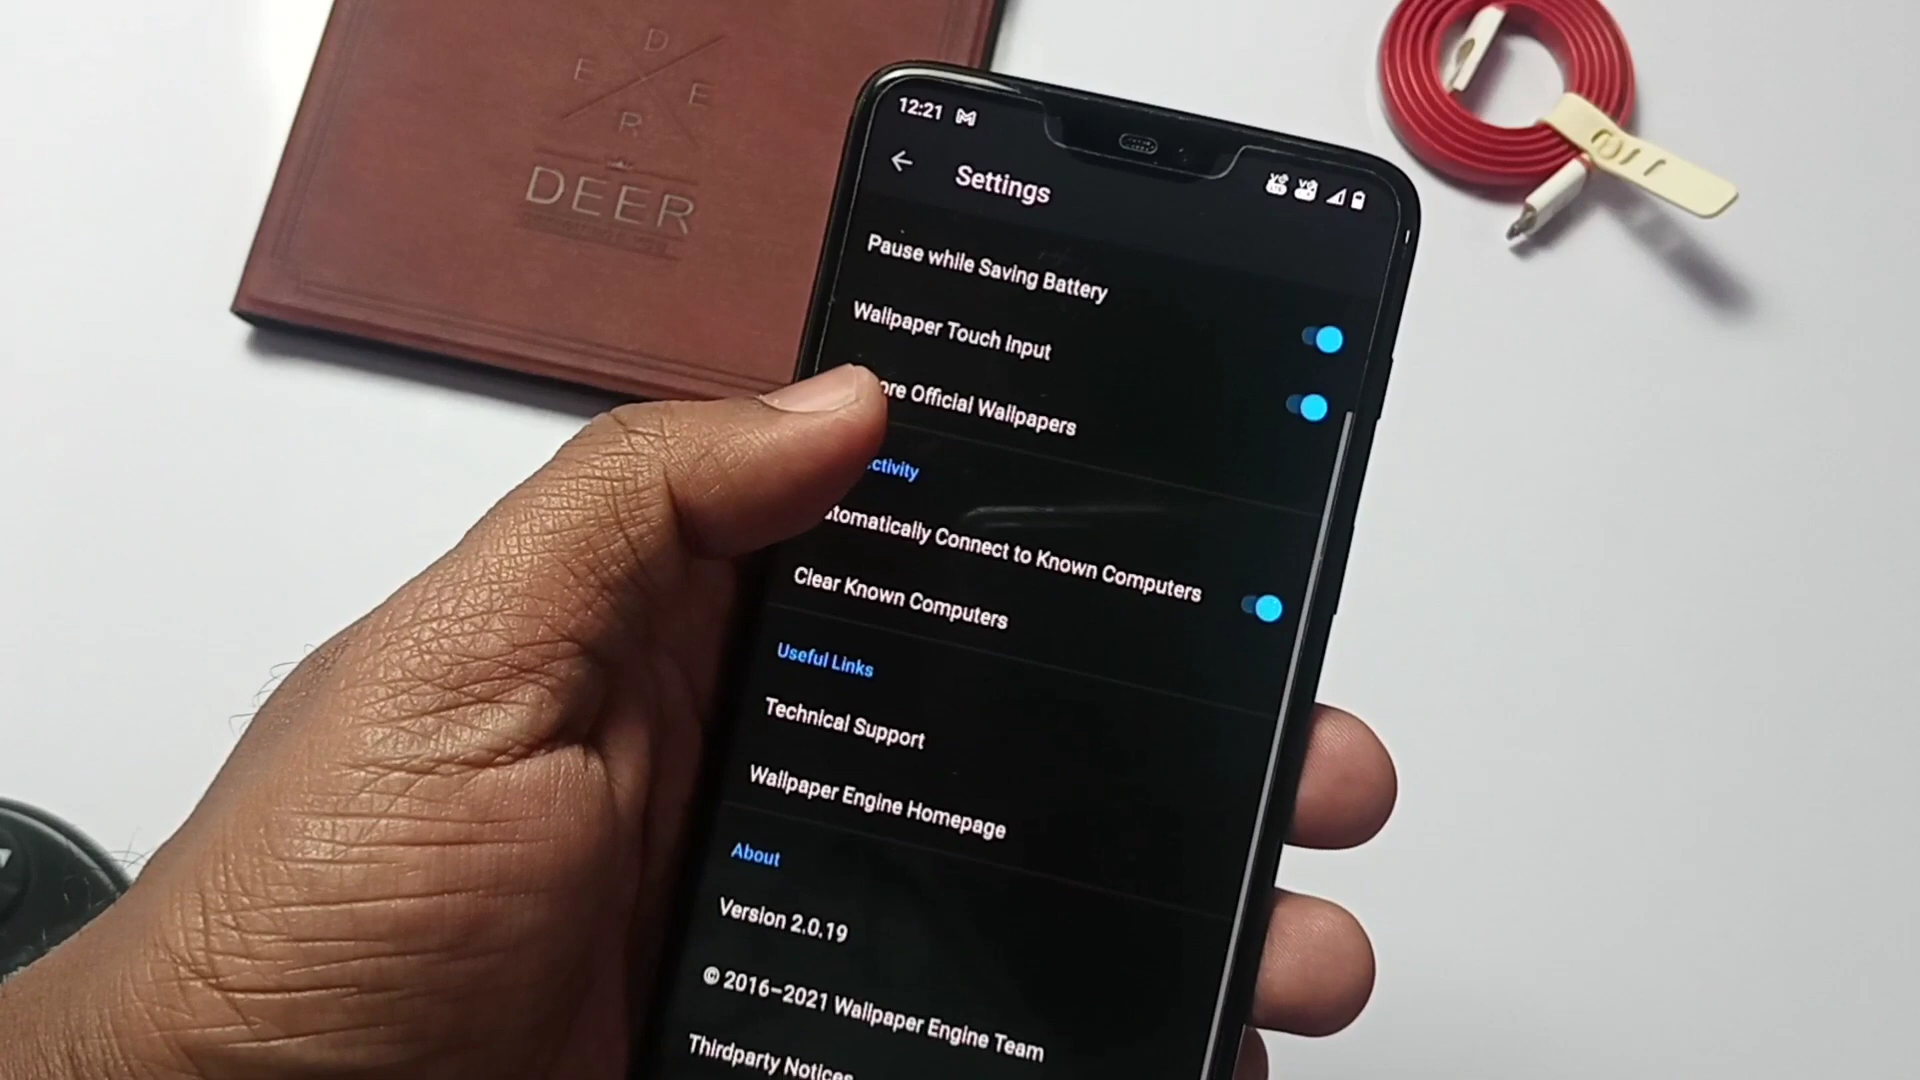 D
E E
R
DEER
12:21
Settings
Pause while Saving Battery
Wallpaper Touch Input
ore Official Wallpapers
ctivity
tomatically Connect to Known Computers
Clear Known Computers
Useful Links
Technical Support
Wallpaper Engine Homepage
About
Version 2.0.19
© 2016-2021 Wallpaper Engine Team
Thirdparty Notices